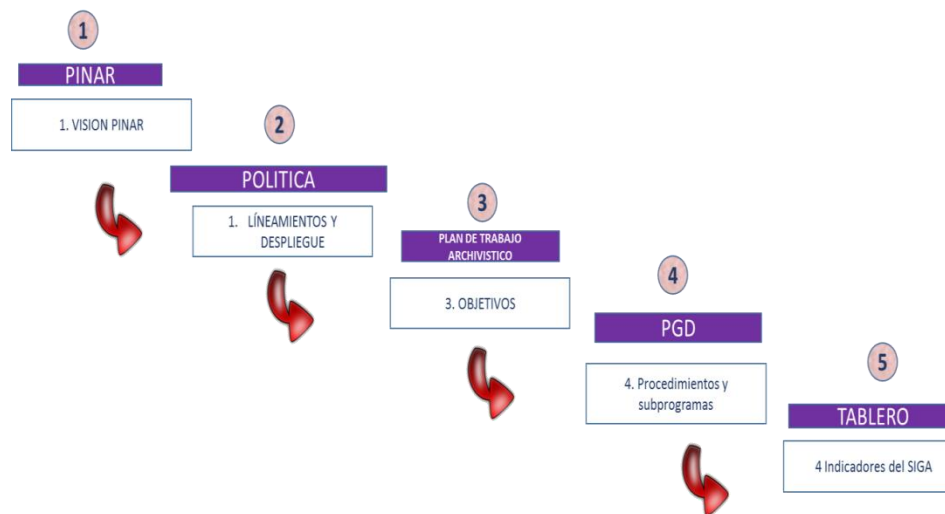 1
PINAR
1. VISION PINAR
2
POLITICA
1. LÍNEAMIENTOS Y
DESPLIEGUE
3
PLAN DE TRABAJO
ARCHIVISTICO
3. OBJETIVOS
4
PGD
4. Procedimientos y
subprogramas
5
TABLERO
4 Indicadores del SIGA